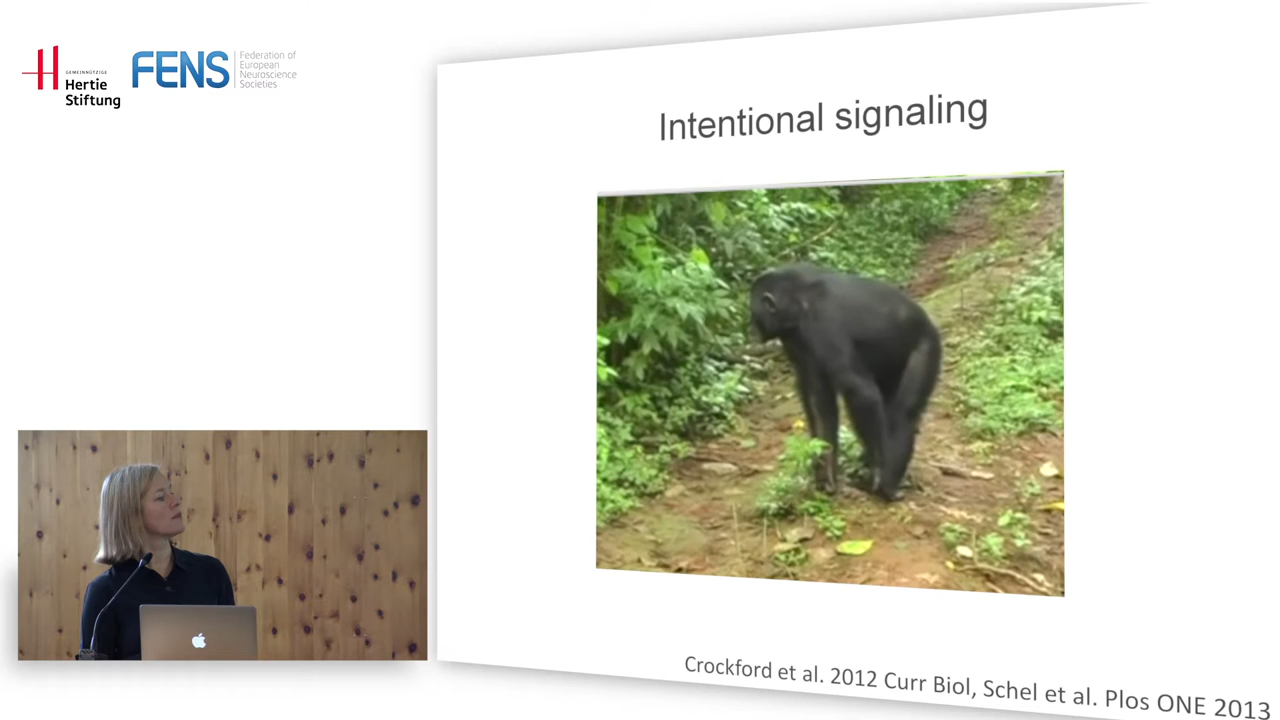 GEMEINNÜTZIGE
Hertie
Stiftung
FENS
Federation of
European
Neuroscience
Societies
Intentional signaling
Crockford et al. 2012 Curr Biol, Schel et al. Plos ONE 2013